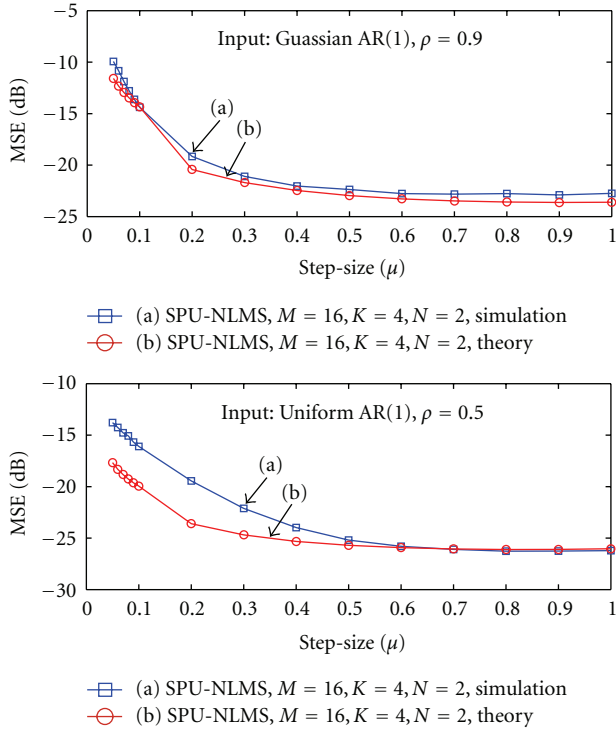 −5
Input: Guassian AR(1), ρ = 0.9
−10
(a)
−15
(b)
MSE (dB)
−20
−25
0 0.1 0.2 0.3 0.4 0.5 0.6 0.7 0.8 0.9 1
Step-size (μ)
(a) SPU-NLMS, M = 16, K = 4, N = 2, simulation
(b) SPU-NLMS, M = 16, K = 4, N = 2, theory
−10
Input: Uniform AR(1), ρ = 0.5
−15
(a)
MSE (dB)
−20
(b)
−25
−30
0 0.1 0.2 0.3 0.4 0.5 0.6 0.7 0.8 0.9 1
Step-size (μ)
(a) SPU-NLMS, M = 16, K = 4, N = 2, simulation
(b) SPU-NLMS, M = 16, K = 4, N = 2, theory